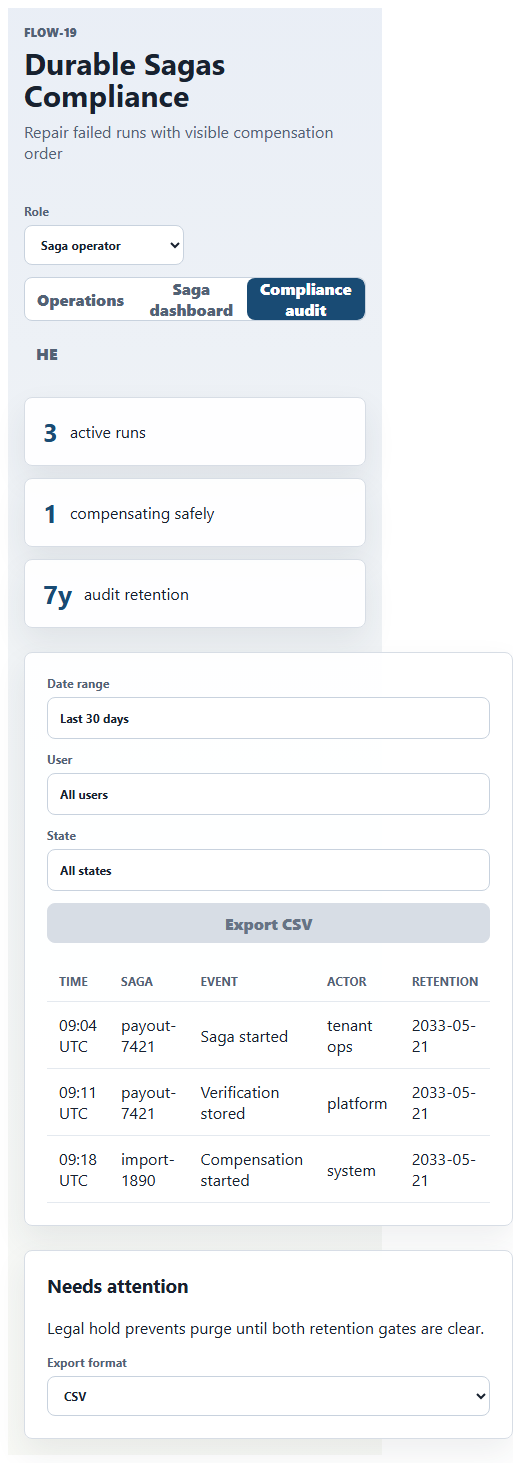 FLOW-19
Durable Sagas
Compliance
Repair failed runs with visible compensation
order
Role
Saga operator
Operations
Saga
dashboard
Compliance
audit
HE
3 active runs
1 compensating safely
7y audit retention
Date range
Last 30 days
User
All users
State
All states
Export CSV
TIME SAGA EVENT ACTOR RETENTION
09:04
UTC
payout-
7421
Saga started
tenant
ops
2033-05-
21
09:11
UTC
payout-
7421
Verification
stored
platform
2033-05-
21
09:18
UTC
import-
1890
Compensation
started
system
2033-05-
21
Needs attention
Legal hold prevents purge until both retention gates are clear.
Export format
CSV